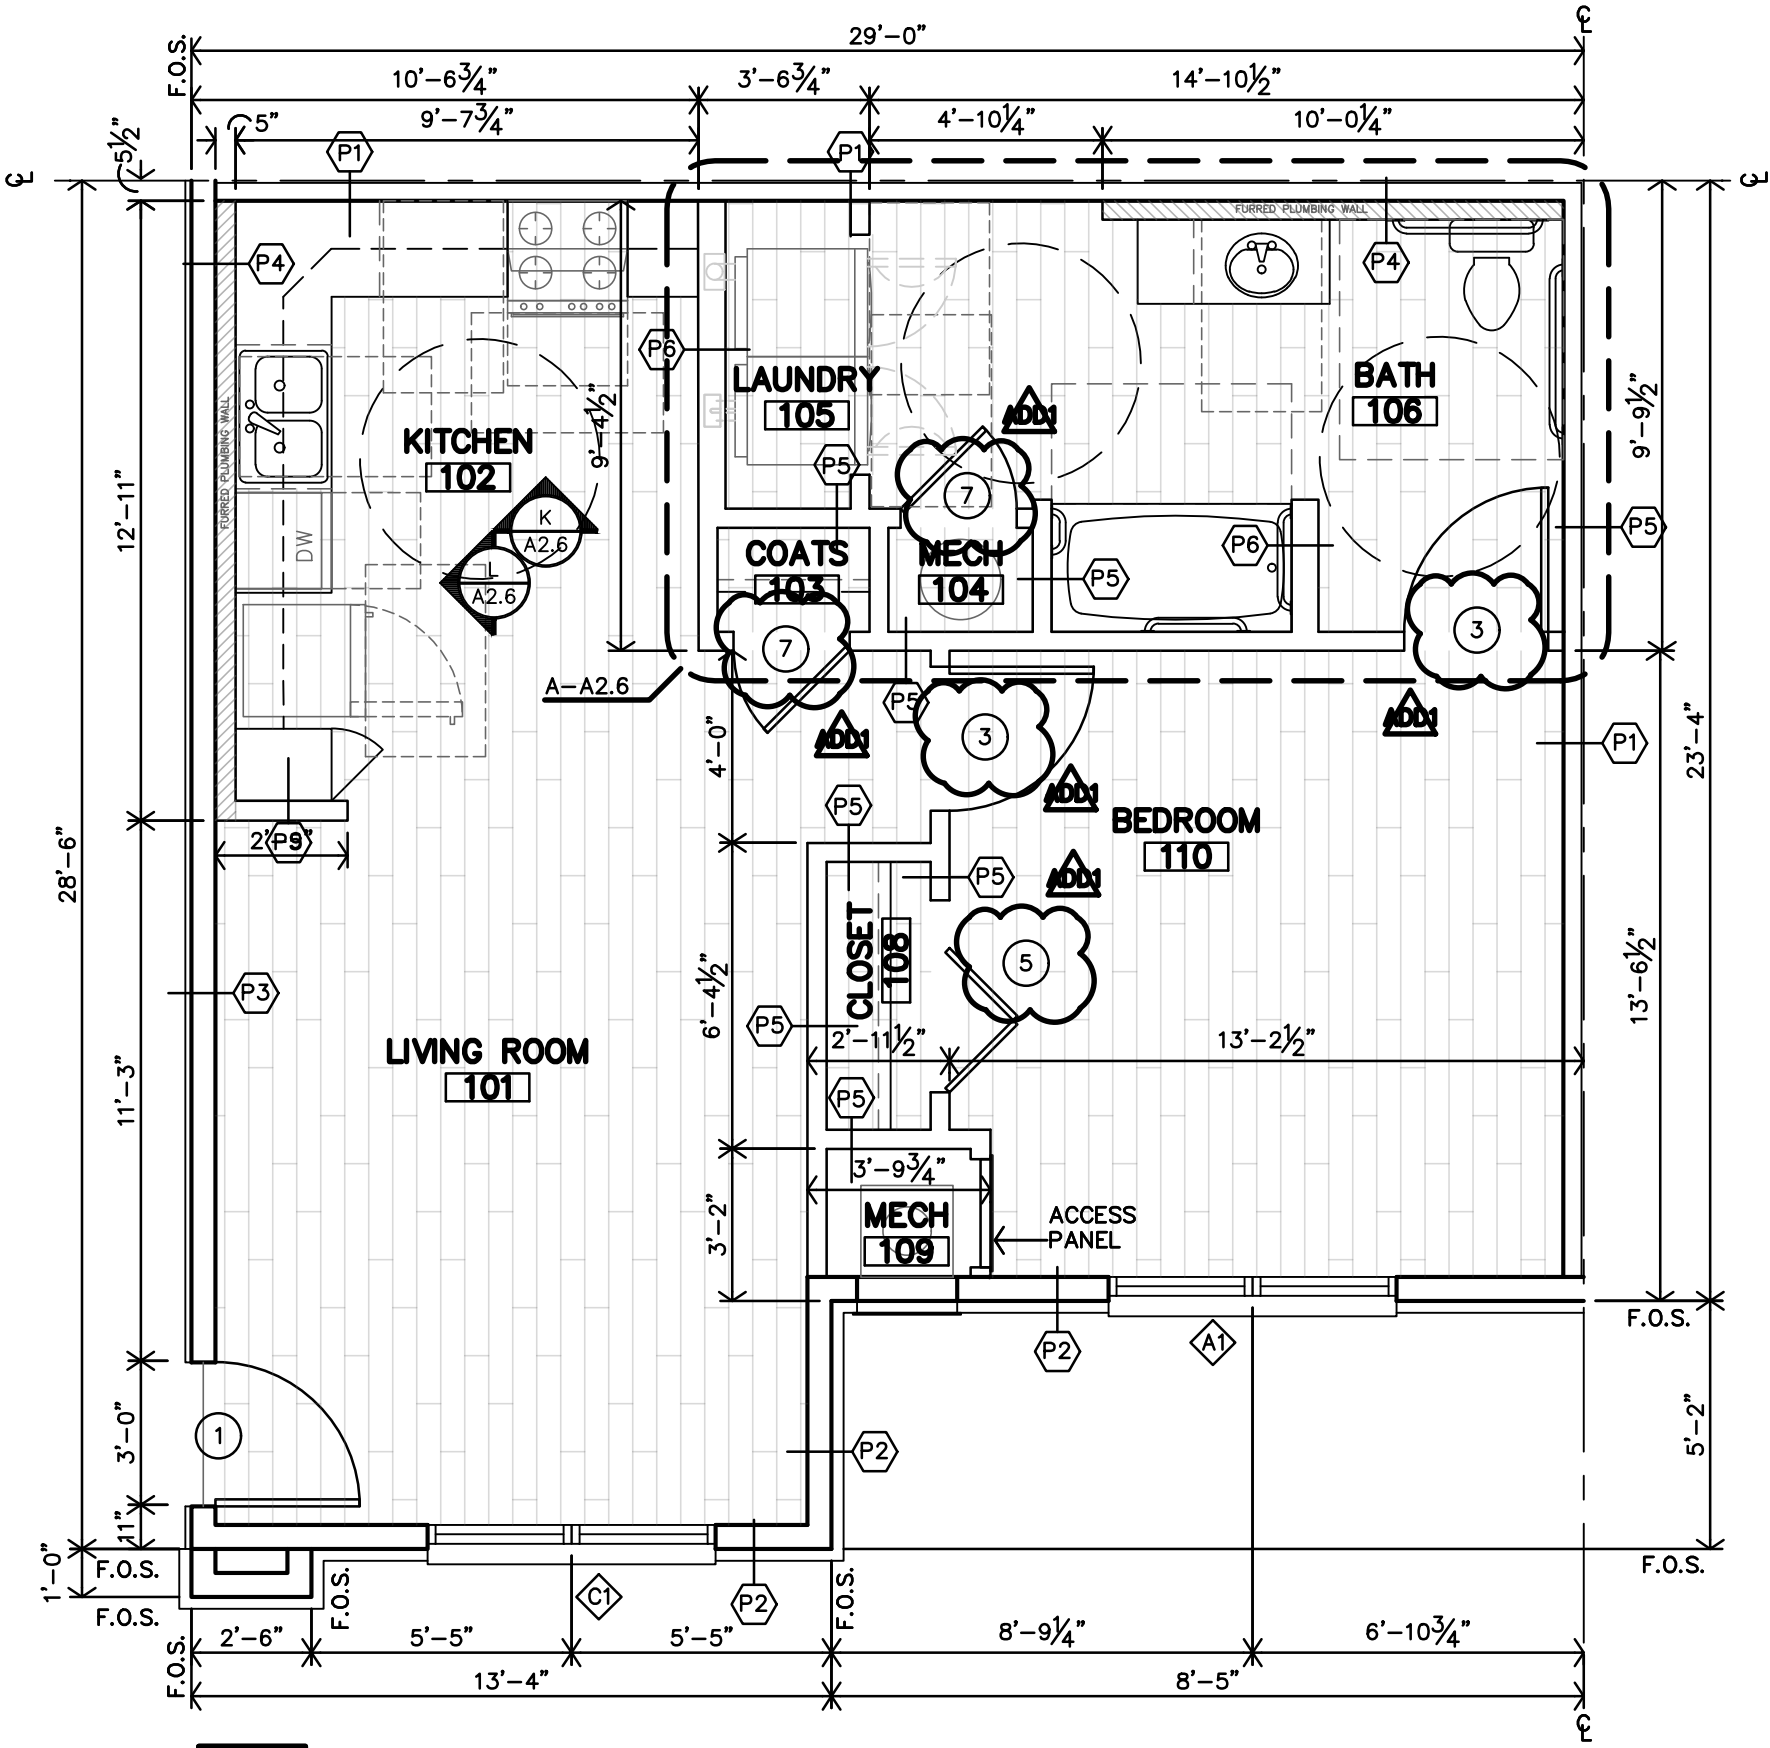 ℄
29'-0"
F.O.S.
10'-6¾"
3'-6¾"
14'-10½"
5"
9'-7¾"
4'-10¼"
10'-0¼"
5½"
P1
P1
℄
℄
FURRED PLUMBING WALL
P4
P4
P6
LAUNDRY
105
BATH
106
9'-4½"
9'-9½"
ADD1
KITCHEN
102
FURRED PLUMBING WALL
12'-11"
P5
7
K
A2.6
DW
L
A2.6
COATS
103
MECH
104
P5
P6
P5
7
3
A-A2.6
P5
3
ADD1
ADD1
P1
4'-0"
23'-4"
ADD1
P5
BEDROOM
110
2'-9"
P9
28'-6"
P5
ADD1
CLOSET
108
5
P3
6'-4½"
13'-6½"
P5
2'-11½"
13'-2½"
LIVING ROOM
101
11'-3"
P5
3'-9¾"
MECH
109
3'-2"
ACCESS
PANEL
F.O.S.
P2
A1
3'-0"
1
P2
5'-2"
11"
1'-0"
F.O.S.
F.O.S.
F.O.S.
F.O.S.
C1
P2
F.O.S.
F.O.S.
2'-6"
5'-5"
5'-5"
8'-9¼"
6'-10¾"
13'-4"
8'-5"
℄